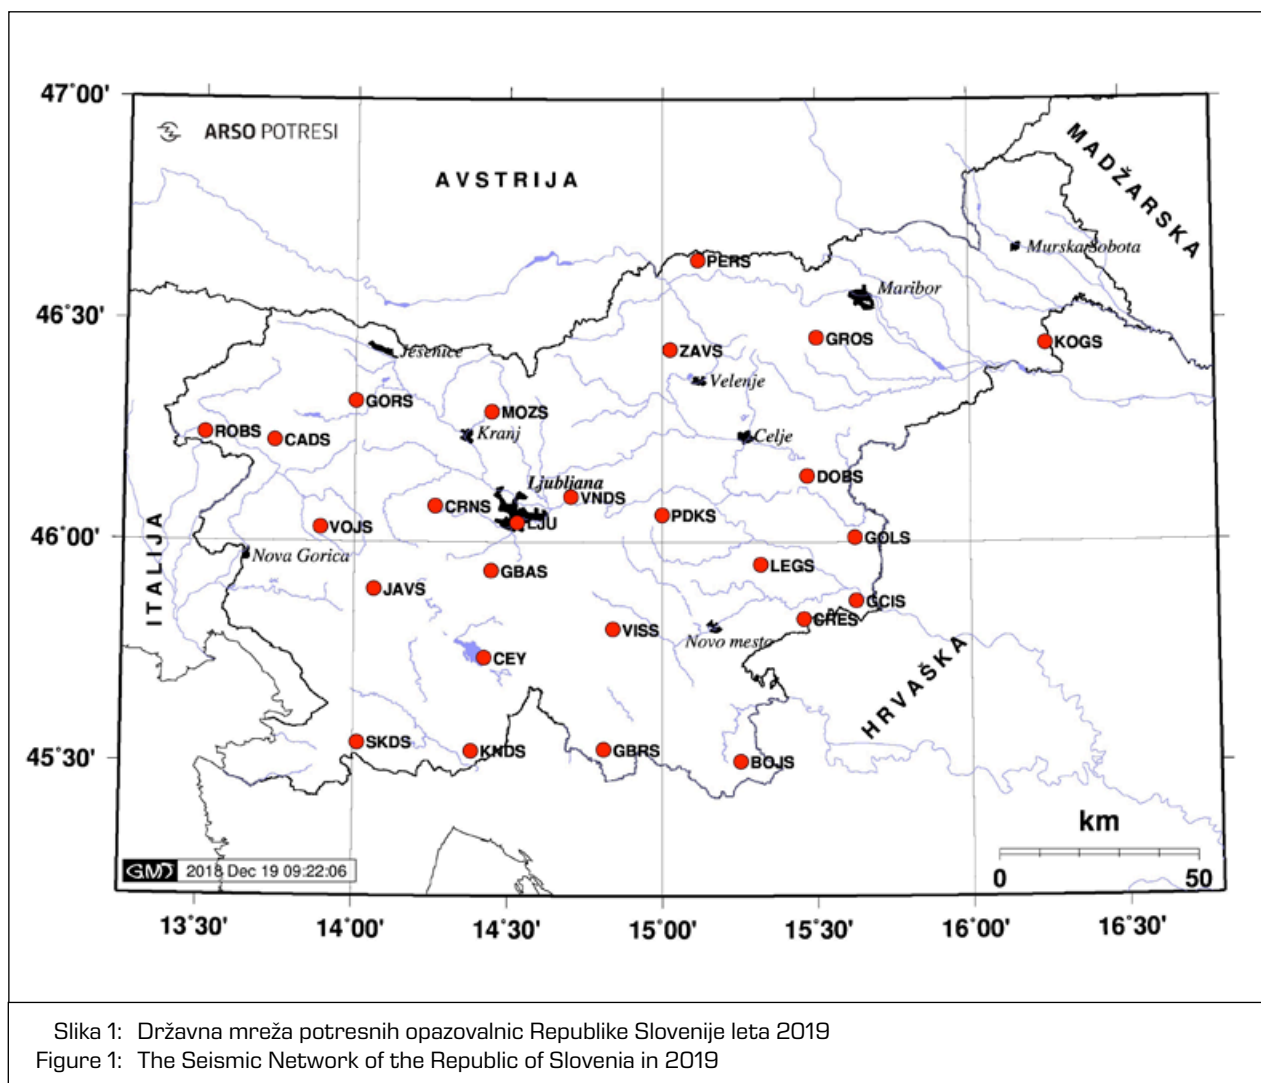 47°00'
ARSO POTRESI
MADŽARSKA
AVSTRIJA
Murska Sobota
PERS
Maribor
46°30'
GROS
KOGS
ZAVS
Jesenice
Velenje
GORS
MOZS
ROBS
CADS
Kranj
Celje
DOBS
Ljubljana
VNDS
CRNS
PDKS
LJU
VOJS
46°00'
GOLS
Nova Gorica
ITALIJA
LEGS
GBAS
JAVS
GCIS
CRES
VISS
Novo mesto
CEY
HRVAŠKA
SKDS
KNDS
GBRS
BOJS
45°30'
km
0 50
GMT 2018 Dec 19 09:22:06
13°30' 14°00' 14°30' 15°00' 15°30' 16°00' 16°30'
Slika 1: Državna mreža potresnih opazovalnic Republike Slovenije leta 2019
Figure 1: The Seismic Network of the Republic of Slovenia in 2019